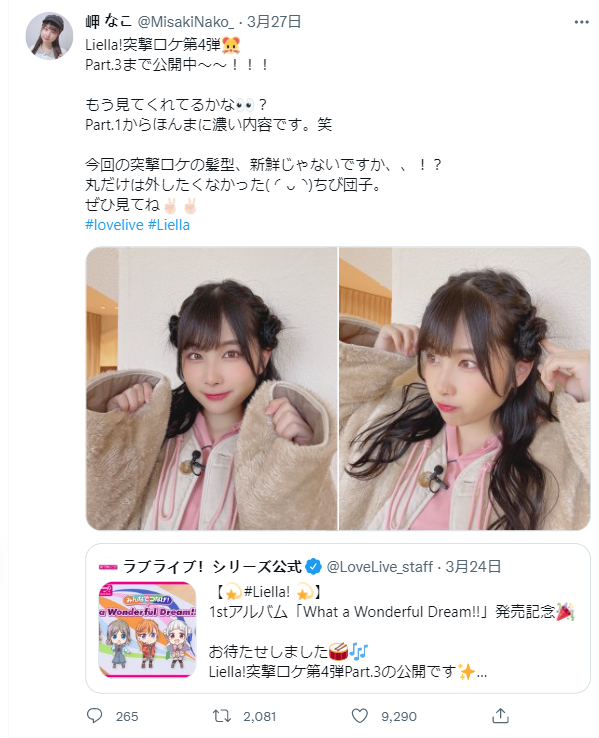 岬 なこ @MisakiNako_ · 3月27日
Liella!突撃ロケ第4弾🐹
Part.3まで公開中〜〜！！！
もう見てくれてるかな👀？
Part.1からほんまに濃い内容です。笑
今回の突撃ロケの髪型、新鮮じゃないですか、、！？
丸だけは外したくなかった(◜ᴗ◝)ちび団子。
ぜひ見てね✌🏻✌🏻
#lovelive #Liella
ラブライブ！シリーズ公式 @LoveLive_staff · 3月24日
みんなでつなげ!
a Wonderful Dream!!
【💫#Liella! 💫】
1stアルバム「What a Wonderful Dream!!」発売記念🎉
お待たせしました🥁🎶
Liella!突撃ロケ第4弾Part.3の公開です✨...
265 2,081 9,290